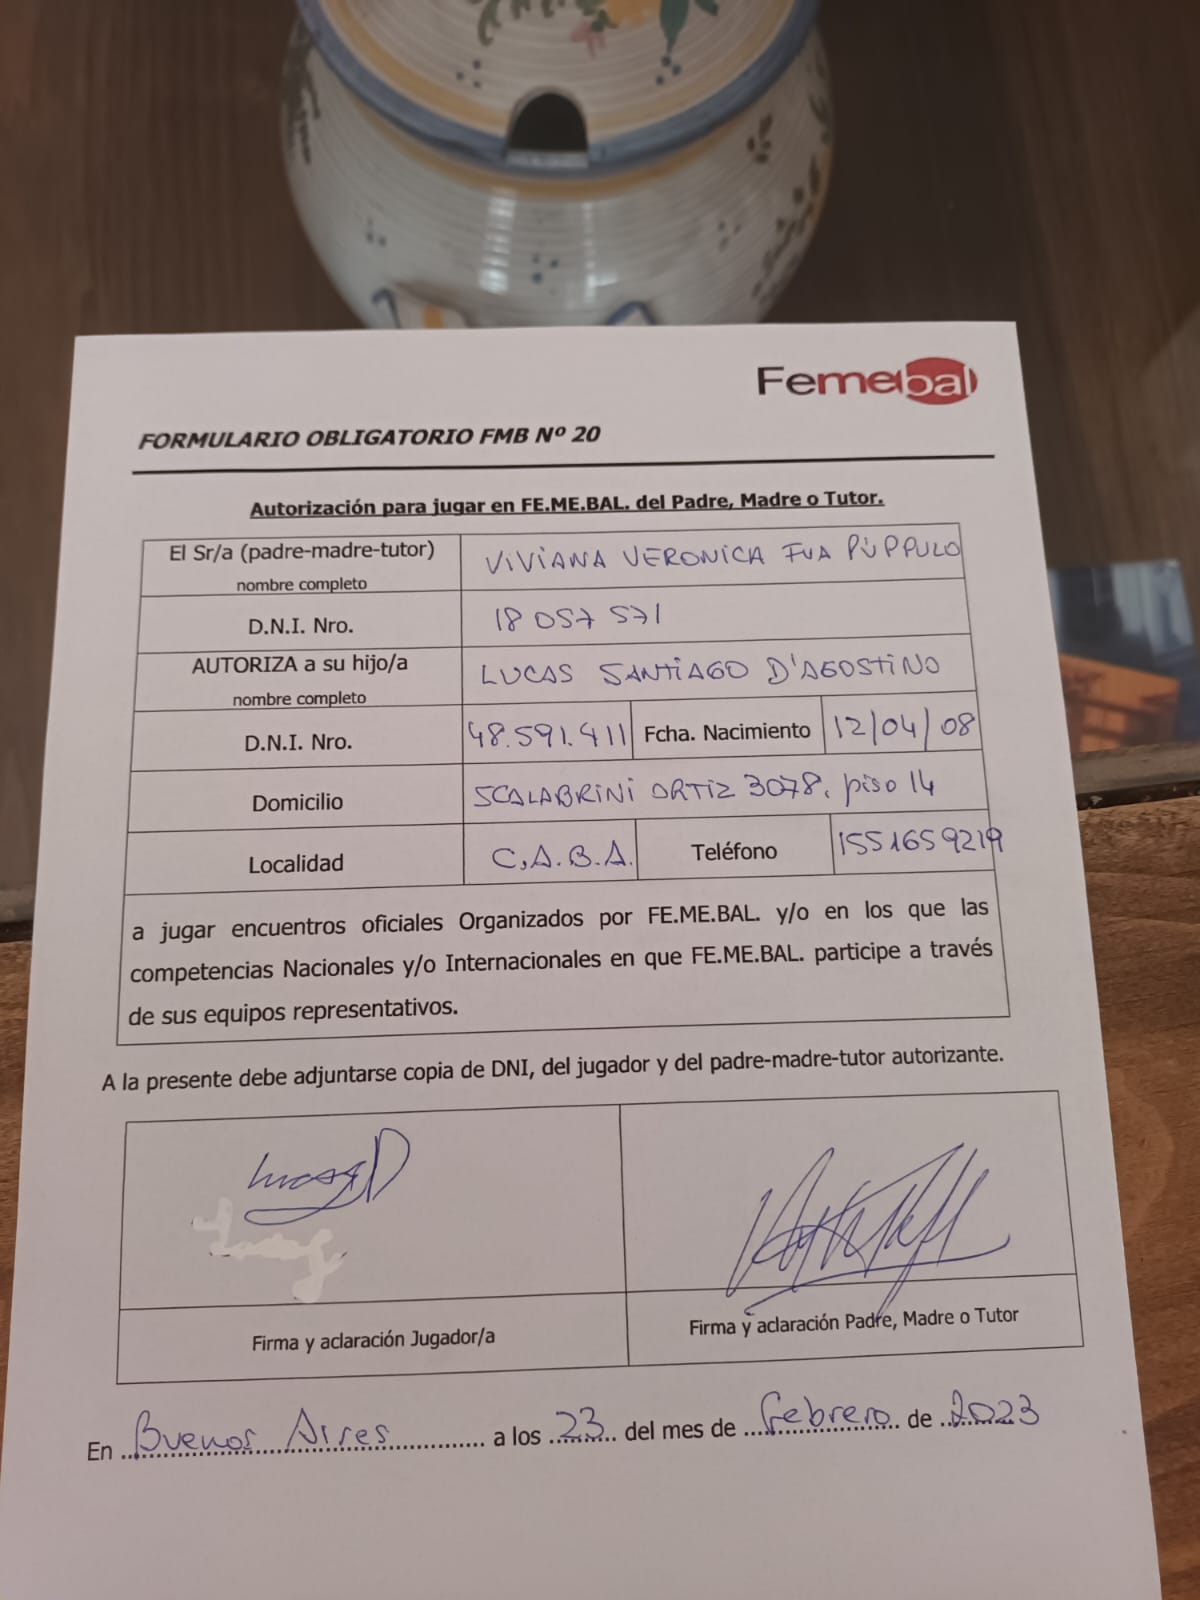 Femebal
FORMULARIO OBLIGATORIO FMB Nº 20
Autorización para jugar en FE.ME.BAL. del Padre, Madre o Tutor.
El Sr/a (padre-madre-tutor) nombre completo VIVIANA VERONICA FUA PÚPPULO
D.N.I. Nro. 18 057 571
AUTORIZA a su hijo/a nombre completo LUCAS SANTIAGO D'AGOSTINO
D.N.I. Nro. 48.591.411 Fcha. Nacimiento 12/04/08
Domicilio SCALABRINI ORTIZ 3078, piso 14
Localidad C.A.B.A. Teléfono 1551659219
a jugar encuentros oficiales Organizados por FE.ME.BAL. y/o en los que las
competencias Nacionales y/o Internacionales en que FE.ME.BAL. participe a través
de sus equipos representativos.
A la presente debe adjuntarse copia de DNI, del jugador y del padre-madre-tutor autorizante.
Lucas D
Firma y aclaración Jugador/a Firma y aclaración Padre, Madre o Tutor
En Buenos Aires a los 23 del mes de Febrero de 2023